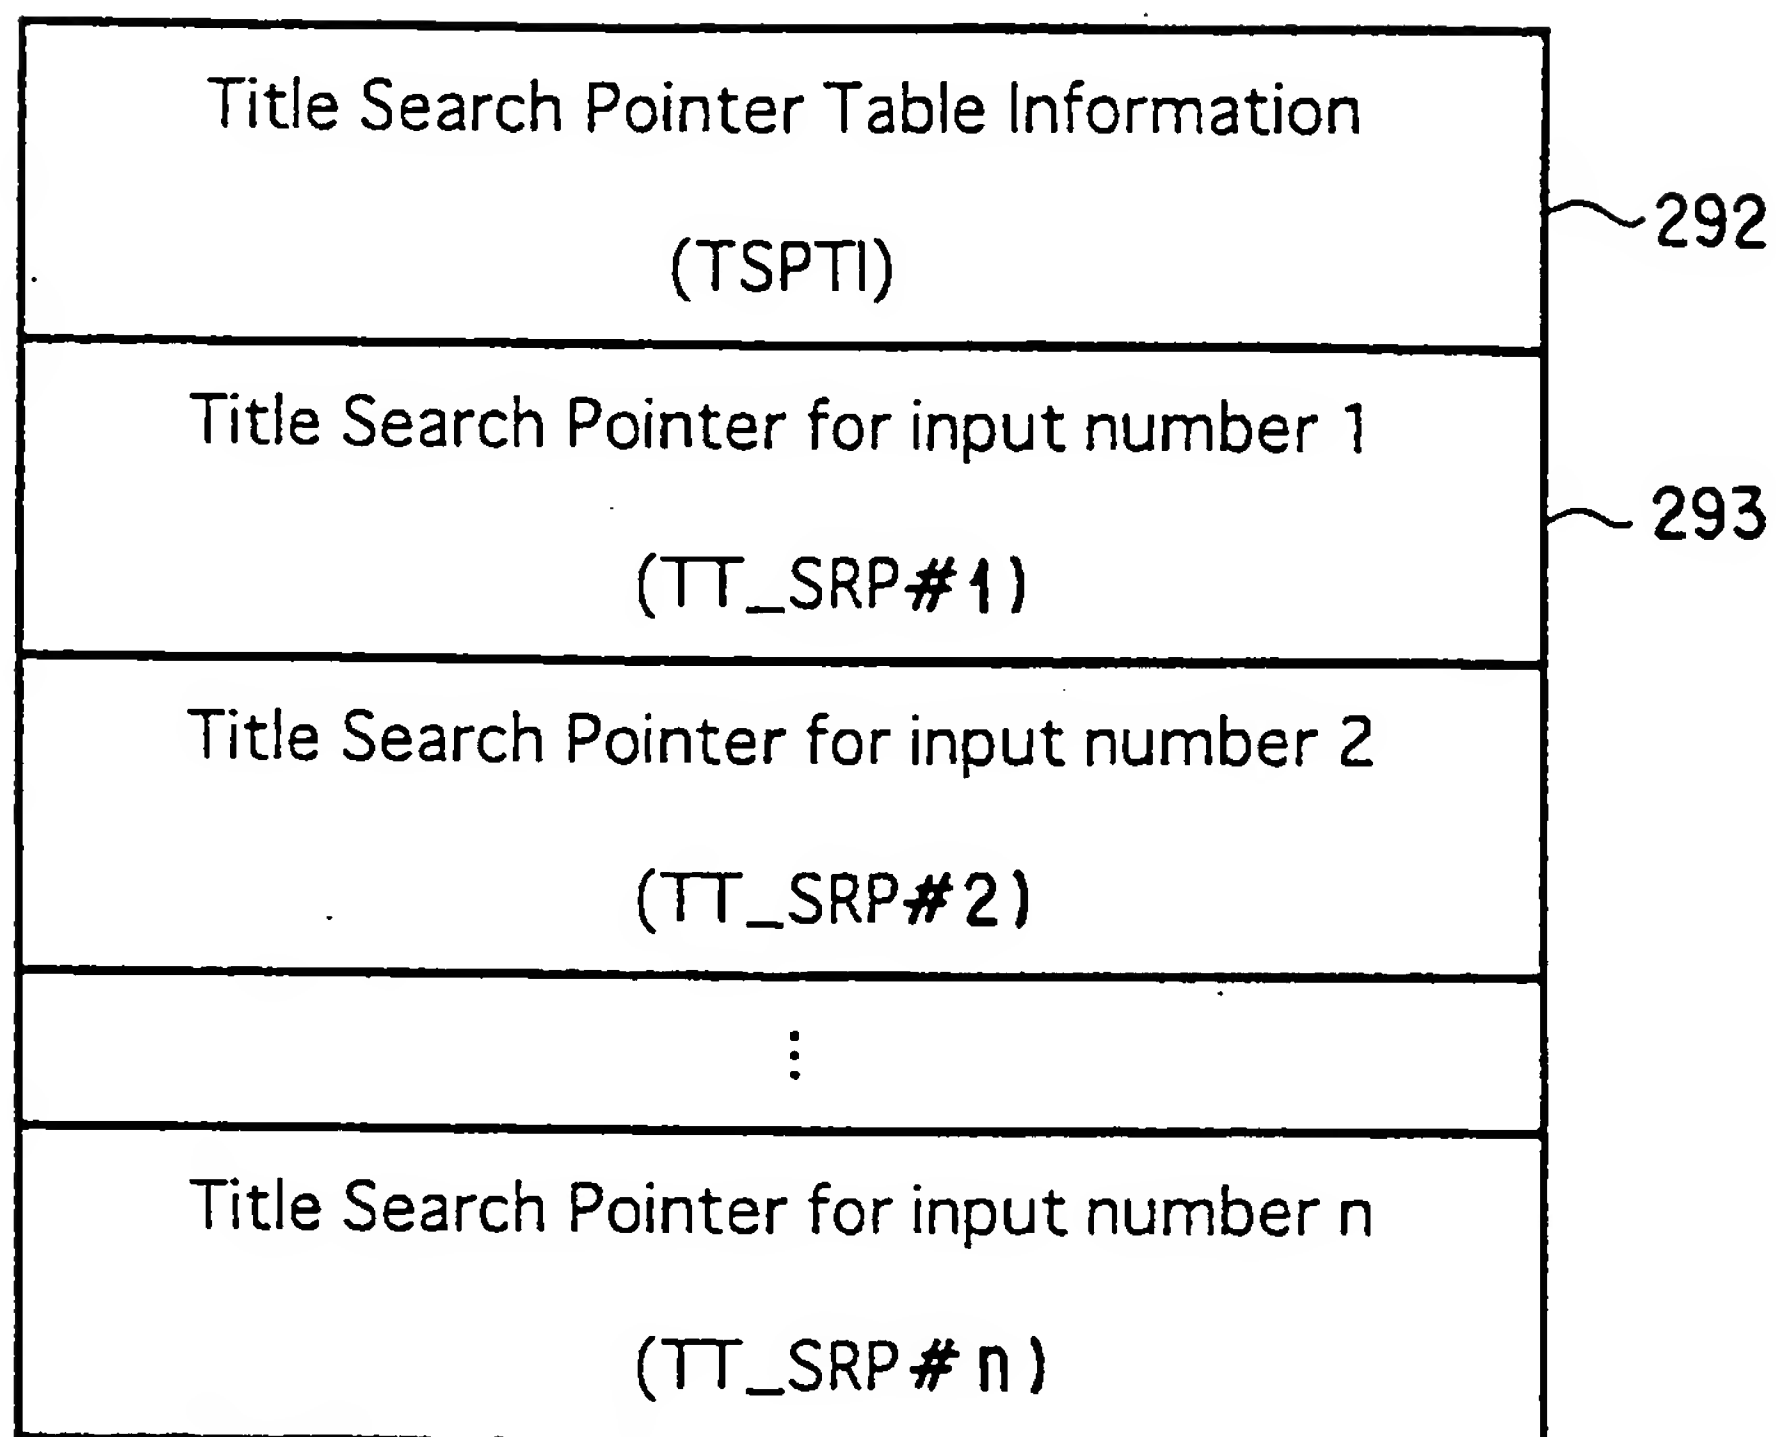 Title Search Pointer Table Information
(TSPTI)
292
Title Search Pointer for input number 1
(TT_SRP#1)
293
Title Search Pointer for input number 2
(TT_SRP#2)
⋮
Title Search Pointer for input number n
(TT_SRP#n)